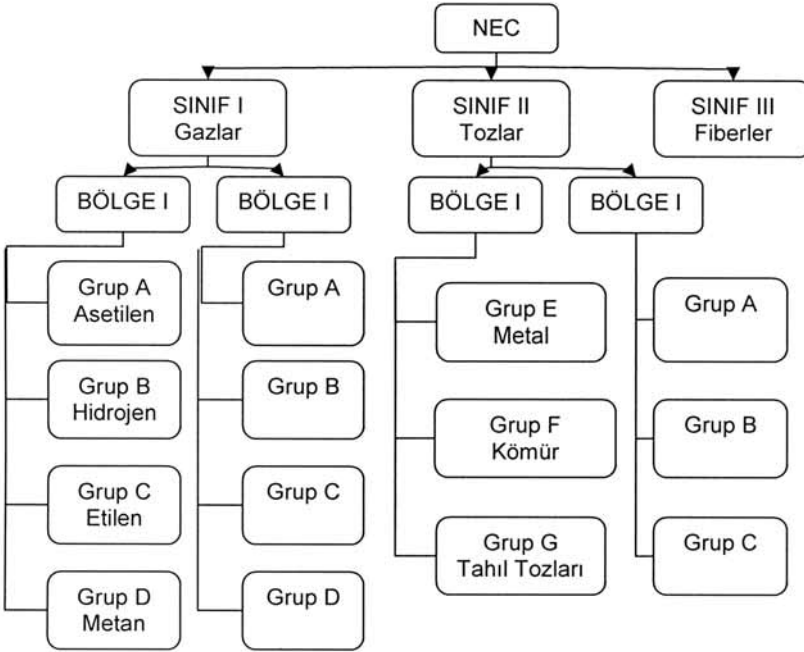 NEC
SINIF I
Gazlar
SINIF II
Tozlar
SINIF III
Fiberler
BÖLGE I
BÖLGE I
BÖLGE I
BÖLGE I
Grup A
Asetilen
Grup B
Hidrojen
Grup C
Etilen
Grup D
Metan
Grup A
Grup B
Grup C
Grup D
Grup E
Metal
Grup F
Kömür
Grup G
Tahıl Tozları
Grup A
Grup B
Grup C